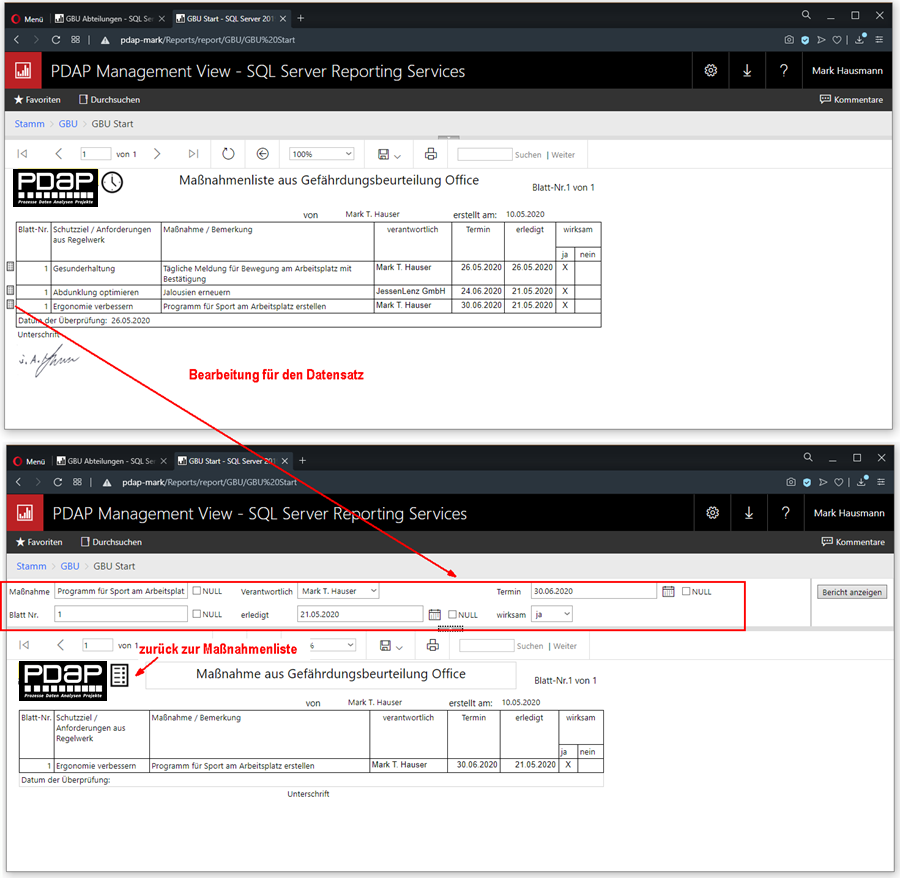 Menü
GBU Abteilungen - SQL Se
GBU Start - SQL Server 201
pdap-mark/Reports/report/GBU/GBU%20Start
PDAP Management View - SQL Server Reporting Services
Mark Hausmann
Favoriten
Durchsuchen
Kommentare
Stamm > GBU > GBU Start
1 von 1
100%
Suchen | Weiter
PDAP
Prozesse Daten Analysen Projekte
Maßnahmenliste aus Gefährdungsbeurteilung Office
Blatt-Nr.1 von 1
von Mark T. Hauser erstellt am: 10.05.2020
Blatt-Nr. Schutzziel / Anforderungen Maßnahme / Bemerkung verantwortlich Termin erledigt wirksam
aus Regelwerk
ja nein
1 Gesunderhaltung Tägliche Meldung für Bewegung am Arbeitsplatz mit Mark T. Hauser 26.05.2020 26.05.2020 X
Bestätigung
1 Abdunklung optimieren Jalousien erneuern JessenLenz GmbH 24.06.2020 21.05.2020 X
1 Ergonomie verbessern Programm für Sport am Arbeitsplatz erstellen Mark T. Hauser 30.06.2020 21.05.2020 X
Datum der Überprüfung: 26.05.2020
Unterschrift
Bearbeitung für den Datensatz
Menü
GBU Abteilungen - SQL Se
GBU Start - SQL Server 201
pdap-mark/Reports/report/GBU/GBU%20Start
PDAP Management View - SQL Server Reporting Services
Mark Hausmann
Favoriten
Durchsuchen
Kommentare
Stamm > GBU > GBU Start
Maßnahme Programm für Sport am Arbeitsplat NULL Verantwortlich Mark T. Hauser Termin 30.06.2020 NULL
Bericht anzeigen
Blatt Nr. 1 NULL erledigt 21.05.2020 NULL wirksam ja
1 von 1
%
Suchen | Weiter
zurück zur Maßnahmenliste
PDAP
Prozesse Daten Analysen Projekte
Maßnahme aus Gefährdungsbeurteilung Office
Blatt-Nr.1 von 1
von Mark T. Hauser erstellt am: 10.05.2020
Blatt-Nr. Schutzziel / Maßnahme / Bemerkung verantwortlich Termin erledigt wirksam
Anforderungen aus
Regelwerk
ja nein
1 Ergonomie verbessern Programm für Sport am Arbeitsplatz erstellen Mark T. Hauser 30.06.2020 21.05.2020 X
Datum der Überprüfung:
Unterschrift